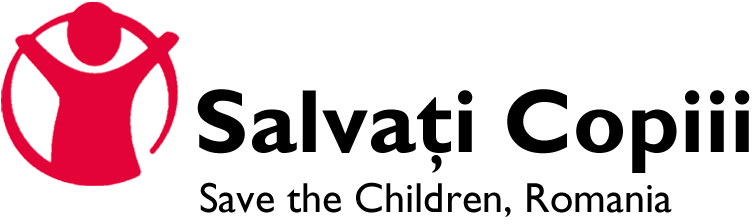 Salvați Copiii
Save the Children, Romania